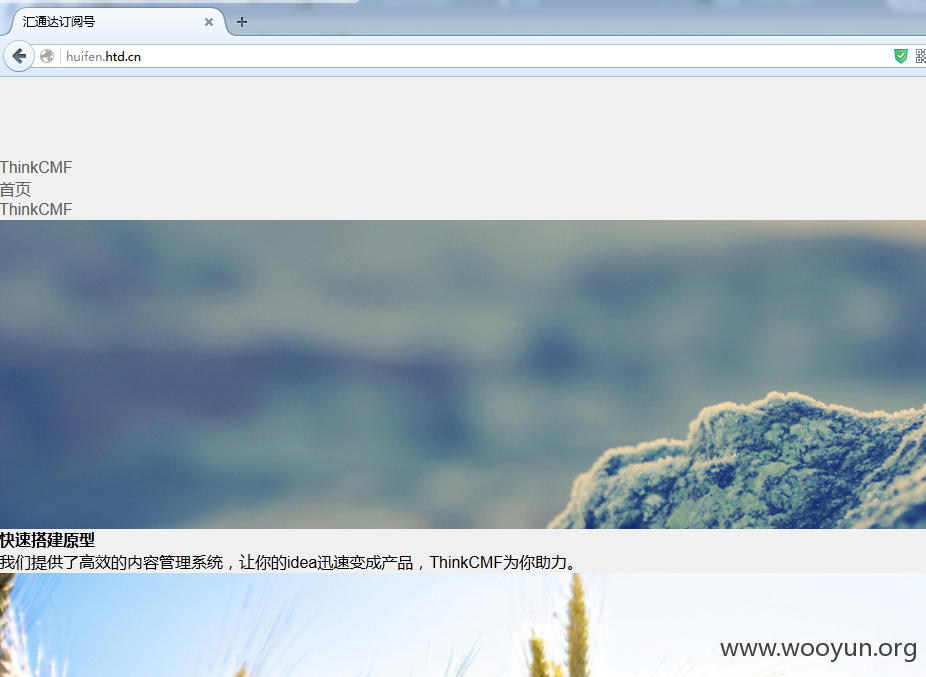 汇通达订阅号
huifen.htd.cn
ThinkCMF
首页
ThinkCMF
快速搭建原型
我们提供了高效的内容管理系统，让你的idea迅速变成产品，ThinkCMF为你助力。
www.wooyun.org